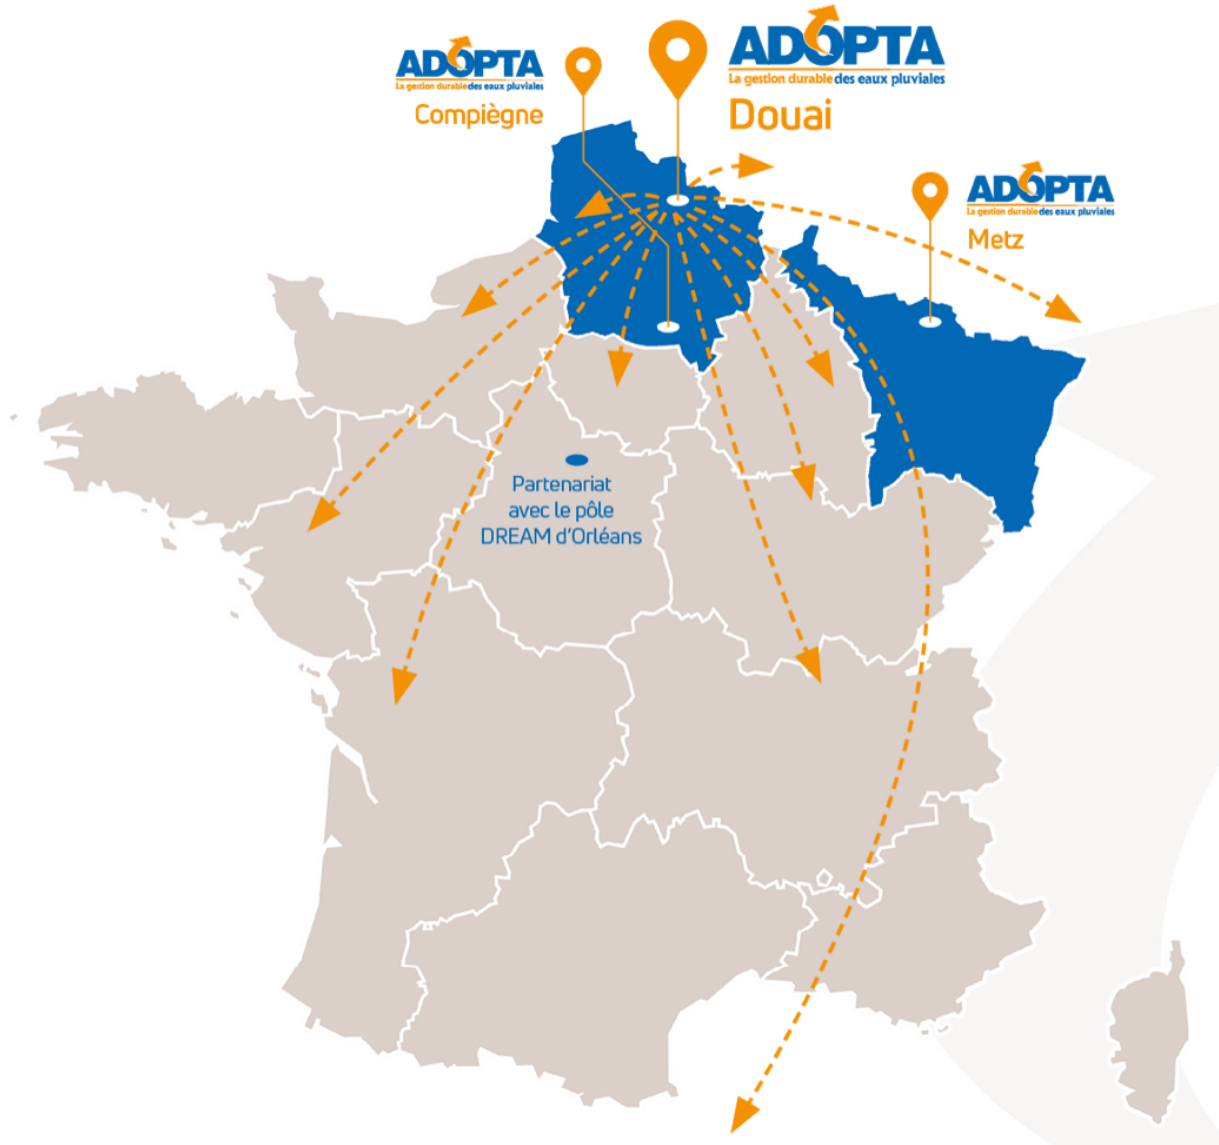 ADOPTA
La gestion durable des eaux pluviales
Compiègne
ADOPTA
La gestion durable des eaux pluviales
Douai
ADOPTA
La gestion durable des eaux pluviales
Metz
Partenariat
avec le pôle
DREAM d'Orléans